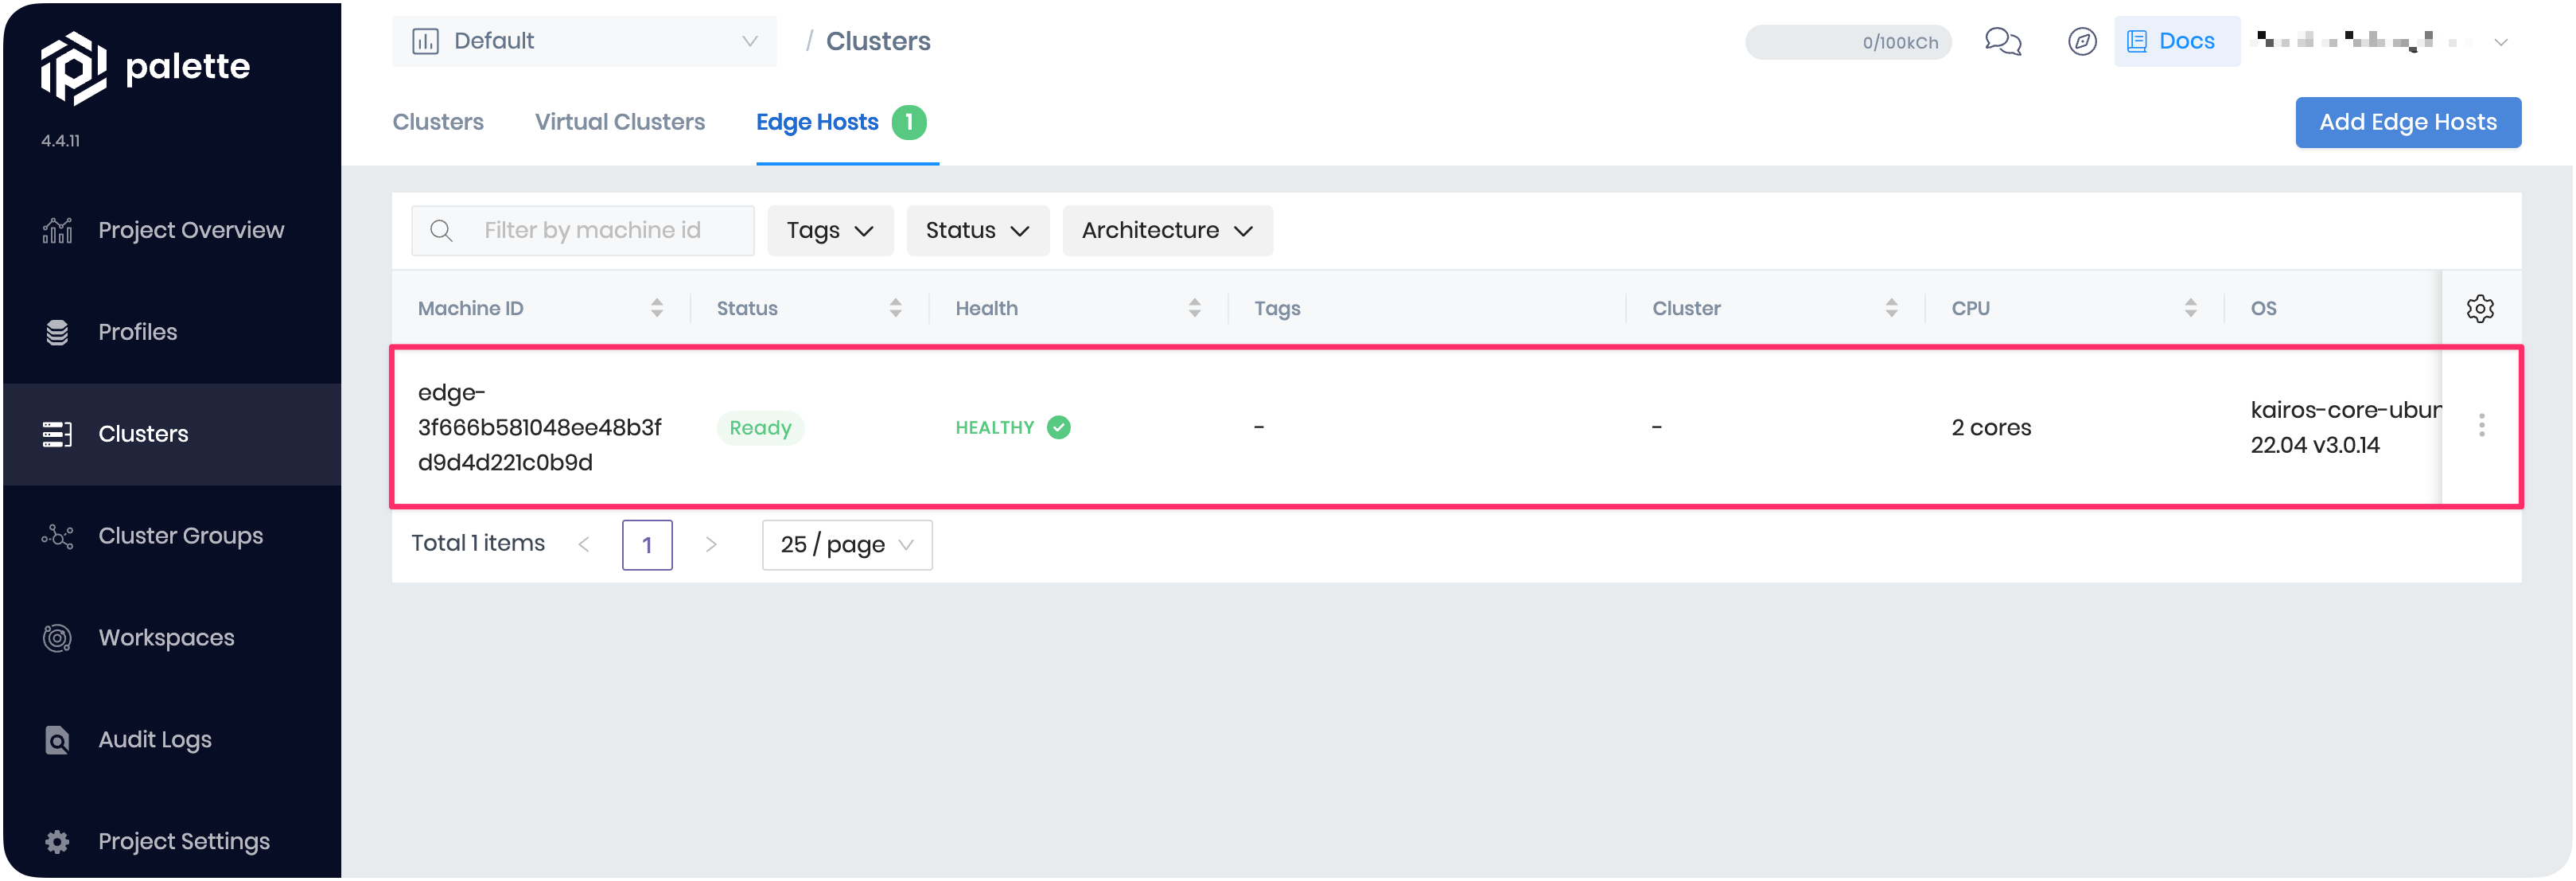 palette
4.4.11
Project Overview
Profiles
Clusters
Cluster Groups
Workspaces
Audit Logs
Project Settings
Default / Clusters
0/100kCh
Docs
Clusters Virtual Clusters Edge Hosts 1
Add Edge Hosts
Filter by machine id Tags Status Architecture
Machine ID Status Health Tags Cluster CPU OS
edge-
3f666b581048ee48b3f
d9d4d221c0b9d
Ready
HEALTHY
-
-
2 cores
kairos-core-ubun
22.04 v3.0.14
Total 1 items < 1 > 25 / page